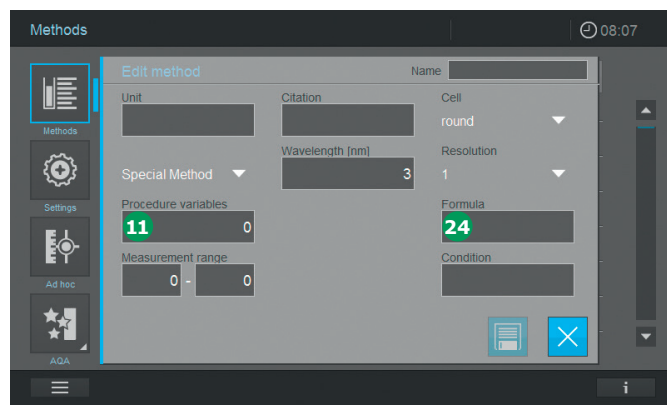 Methods
08:07
Edit method
Name
Unit
Citation
Cell
round
Methods
Wavelength [nm]
Resolution
Special Method
3
1
Settings
Procedure variables
Formula
11
0
24
Measurement range
Condition
0 - 0
Ad hoc
AQA
i